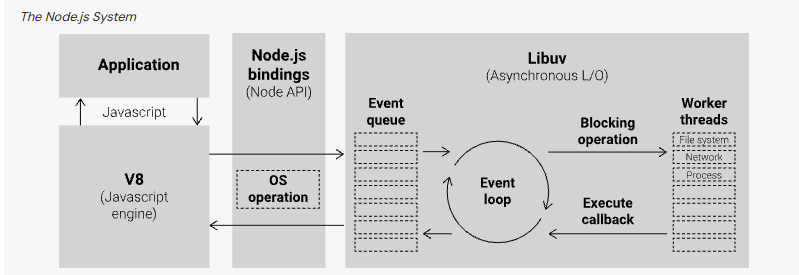 The Node.js System
Application
Javascript
V8
(Javascript
engine)
Node.js
bindings
(Node API)
OS
operation
Libuv
(Asynchronous L/O)
Event
queue
Event
loop
Blocking
operation
Execute
callback
Worker
threads
File system
Network
Process